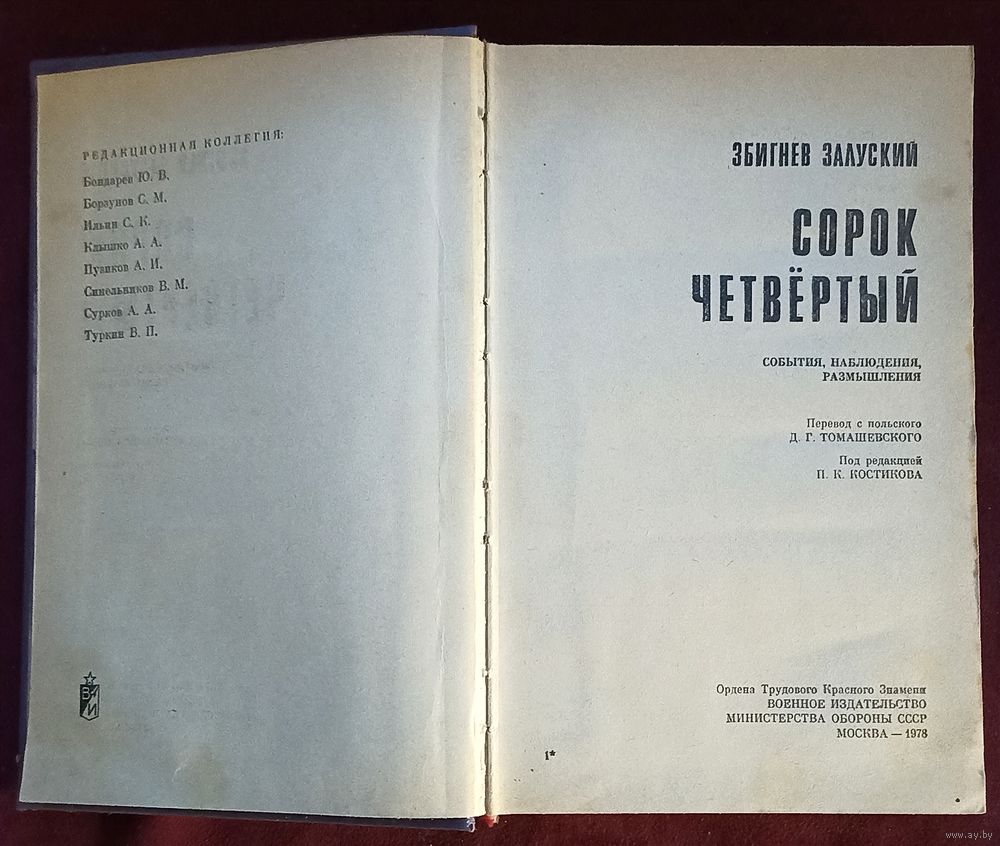 РЕДАКЦИОННАЯ КОЛЛЕГИЯ:
Бондарев Ю. В.
Борзунов С. М.
Ильин С. К.
Клышко А. А.
Пузиков А. И.
Синельников В. М.
Сурков А. А.
Туркин В. П.
ВИ
ЗБИГНЕВ ЗАЛУСКИЙ
СОРОК
ЧЕТВЁРТЫЙ
СОБЫТИЯ, НАБЛЮДЕНИЯ,
РАЗМЫШЛЕНИЯ
Перевод с польского
Д. Г. ТОМАШЕВСКОГО
Под редакцией
П. К. КОСТИКОВА
Ордена Трудового Красного Знамени
ВОЕННОЕ ИЗДАТЕЛЬСТВО
МИНИСТЕРСТВА ОБОРОНЫ СССР
МОСКВА — 1978
1*
www.ay.by